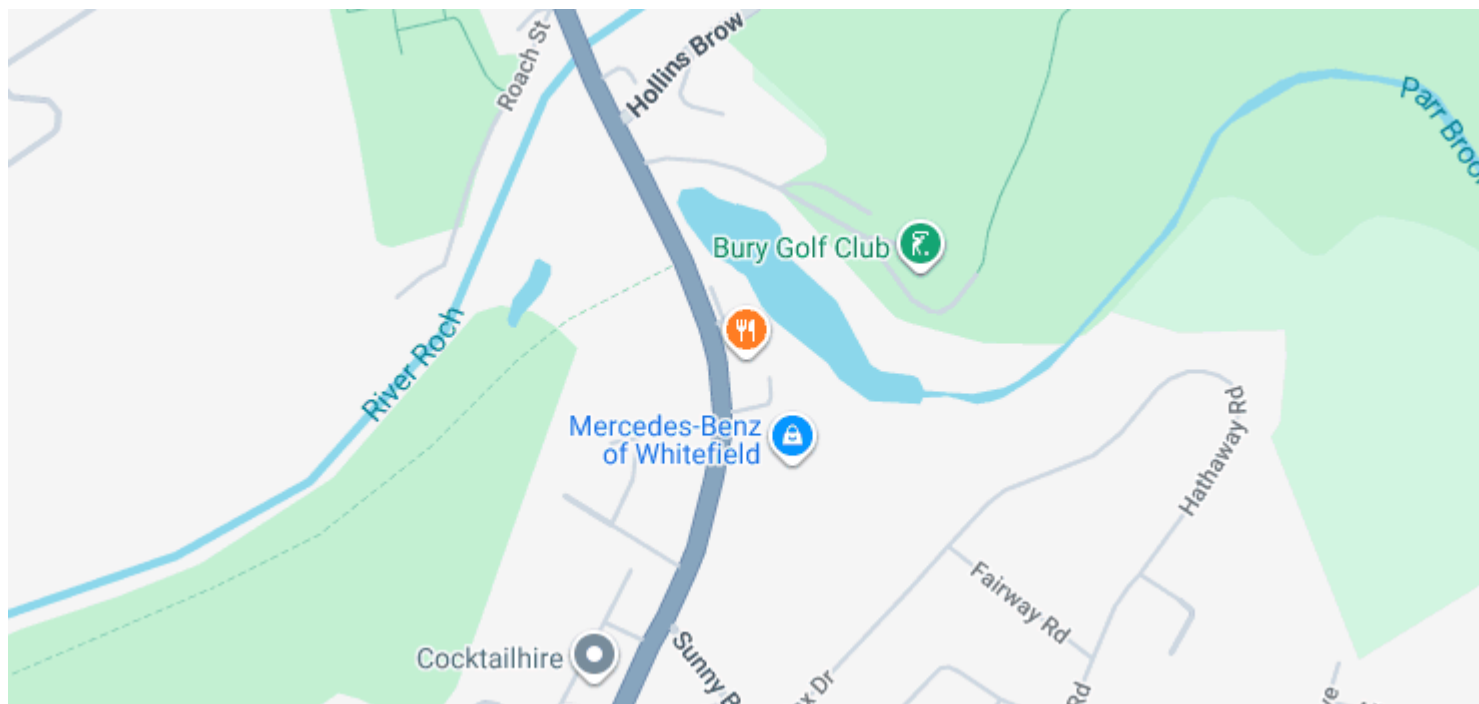 Roach St
Hollins Brow
Parr Brook
Bury Golf Club
River Roch
Mercedes-Benz
of Whitefield
Hathaway Rd
Fairway Rd
Cocktailhire
Sunny B
x Dr
Rd